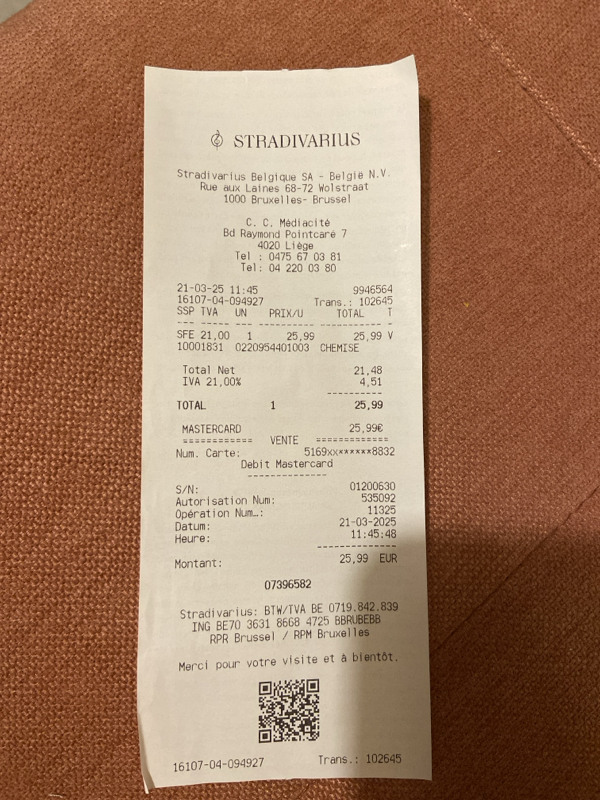 STRADIVARIUS
Stradivarius Belgique SA - België N.V.
Rue aux Laines 68-72 Wolstraat
1000 Bruxelles- Brussel
C. C. Médiacité
Bd Raymond Pointcaré 7
4020 Liège
Tel : 0475 67 03 81
Tel: 04 220 03 80
21-03-25 11:45 9946564
16107-04-094927 Trans.: 102645
SSP TVA UN PRIX/U TOTAL T
--- ----- --- ---------- ---------- -
SFE 21,00 1 25,99 25,99 V
10001831 0220954401003 CHEMISE
Total Net 21,48
IVA 21,00% 4,51
----------
TOTAL 1 25,99
MASTERCARD 25,99€
============ VENTE ============
Num. Carte: 5169xx******8832
Debit Mastercard
--------------
S/N: 01200630
Autorisation Num: 535092
Opération Num…: 11325
Datum: 21-03-2025
Heure: 11:45:48
--------------
Montant: 25,99 EUR
07396582
Stradivarius: BTW/TVA BE 0719.842.839
ING BE70 3631 8668 4725 BBRUBEBB
RPR Brussel / RPM Bruxelles
Merci pour votre visite et à bientôt.
16107-04-094927 Trans.: 102645